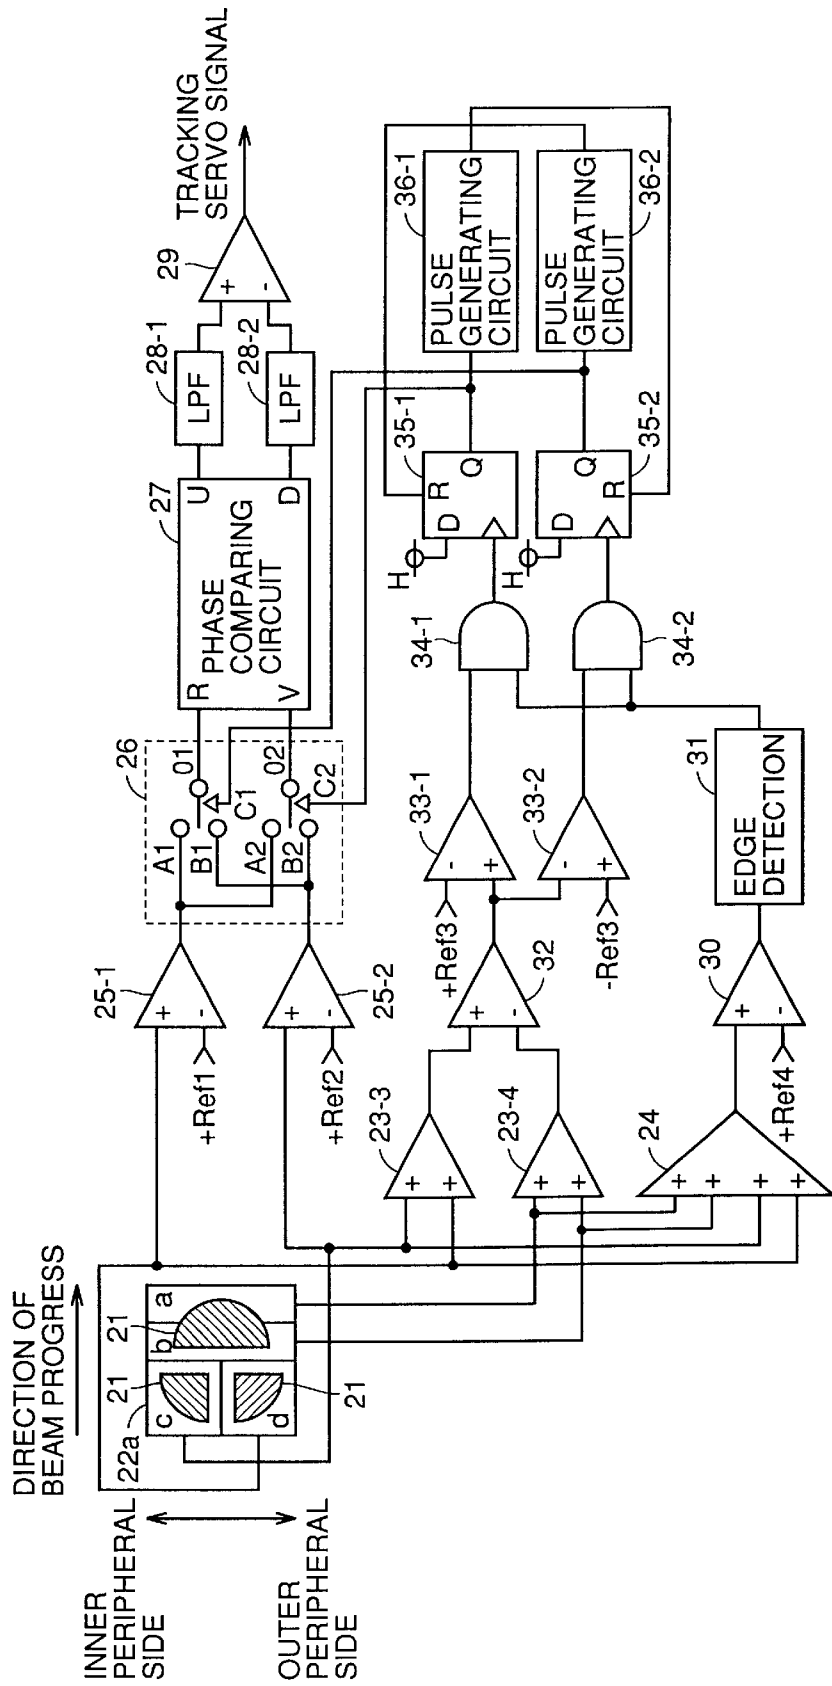 DIRECTION OF
BEAM PROGRESS
INNER
PERIPHERAL
SIDE
OUTER
PERIPHERAL
SIDE
22a
21
21
21
a
b
c
d
25-1
+
-
+Ref1
25-2
+
-
+Ref2
26
A1
B1
A2
B2
01
C1
02
C2
27
R
V
PHASE
COMPARING
CIRCUIT
U
D
28-1
LPF
28-2
LPF
29
+
-
TRACKING
SERVO SIGNAL
23-3
+
+
23-4
+
+
32
+
-
33-1
-
+
+Ref3
33-2
-
+
-Ref3
34-1
34-2
H
D
R
Q
35-1
H
D
R
Q
35-2
36-1
PULSE
GENERATING
CIRCUIT
36-2
PULSE
GENERATING
CIRCUIT
24
+
+
+
+
30
+
-
+Ref4
31
EDGE
DETECTION